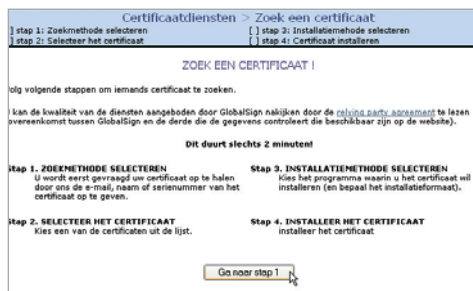 Certificaatdiensten > Zoek een certificaat
] stap 1: Zoekmethode selecteren
[ ] stap 3: Installatiemethode selecteren
] stap 2: Selecteer het certificaat
[ ] stap 4: Certificaat installeren
ZOEK EEN CERTIFICAAT !
olg volgende stappen om iemands certificaat te zoeken.
kan de kwaliteit van de diensten aangeboden door GlobalSign nakijken door de relying party agreement te lezen
overeenkomst tussen GlobalSign en de derde die de gegevens controleert die beschikbaar zijn op de website).
Dit duurt slechts 2 minuten!
Stap 1. ZOEKMETHODE SELECTEREN
U wordt eerst gevraagd uw certificaat op te halen
door ons de e-mail, naam of serienummer van het
certificaat op te geven.
Stap 3. INSTALLATIEMETHODE SELECTEREN
Kies het programma waarin u het certificaat wil
installeren (en bepaal het installatieformaat).
Stap 2. SELECTEER HET CERTIFICAAT
Kies een van de certificaten uit de lijst.
Stap 4. INSTALLEER HET CERTIFICAAT
installeer het certificaat
Ga naar stap 1